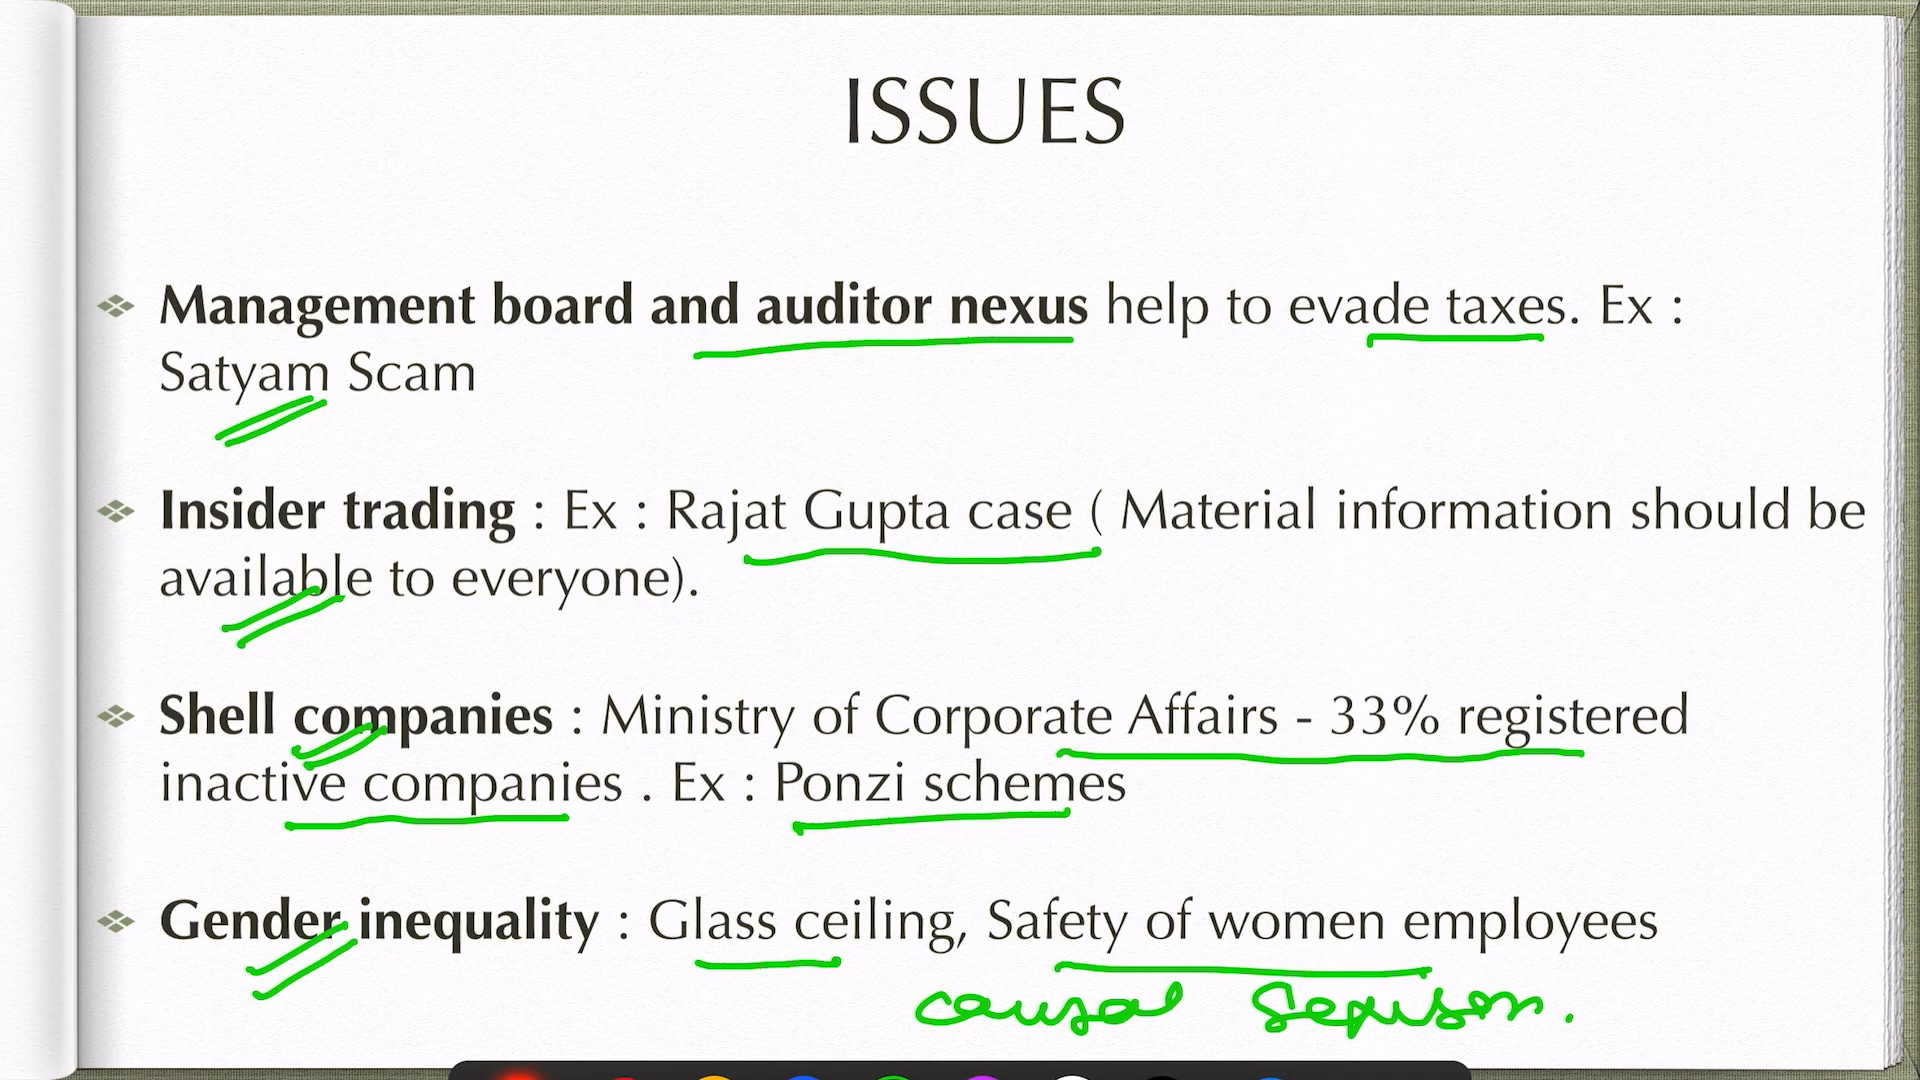 ISSUES
Management board and auditor nexus help to evade taxes. Ex :
Satyam Scam
Insider trading : Ex : Rajat Gupta case ( Material information should be
available to everyone).
Shell companies : Ministry of Corporate Affairs - 33% registered
inactive companies . Ex : Ponzi schemes
Gender inequality : Glass ceiling, Safety of women employees
causal sexism.